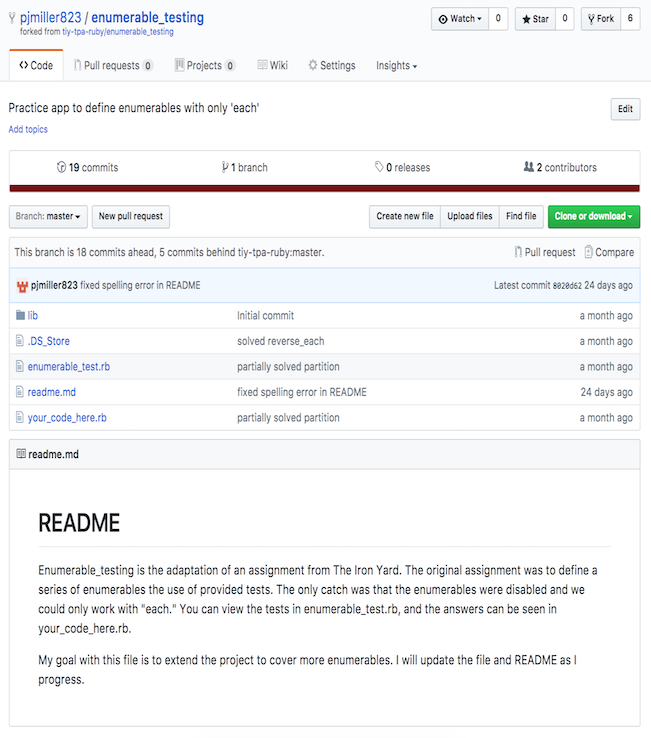 pjmiller823 / enumerable_testing
forked from tiy-tpa-ruby/enumerable_testing
Watch 0 Star 0 Fork 6
Code Pull requests 0 Projects 0 Wiki Settings Insights
Practice app to define enumerables with only 'each'
Edit
Add topics
19 commits 1 branch 0 releases 2 contributors
Branch: master New pull request Create new file Upload files Find file Clone or download
This branch is 18 commits ahead, 5 commits behind tiy-tpa-ruby:master. Pull request Compare
pjmiller823 fixed spelling error in README Latest commit 8020d62 24 days ago
lib Initial commit a month ago
.DS_Store solved reverse_each a month ago
enumerable_test.rb partially solved partition a month ago
readme.md fixed spelling error in README 24 days ago
your_code_here.rb partially solved partition a month ago
readme.md
README
Enumerable_testing is the adaptation of an assignment from The Iron Yard. The original assignment was to define a
series of enumerables the use of provided tests. The only catch was that the enumerables were disabled and we
could only work with "each." You can view the tests in enumerable_test.rb, and the answers can be seen in
your_code_here.rb.
My goal with this file is to extend the project to cover more enumerables. I will update the file and README as I
progress.